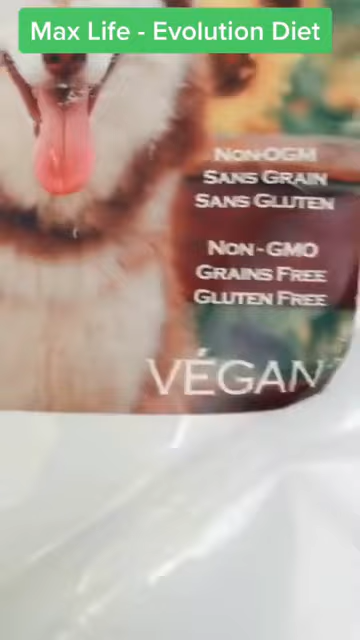 Max Life - Evolution Diet
Non-OGM
Sans Grain
Sans Gluten
Non-GMO
Grains Free
Gluten Free
VÉGAN